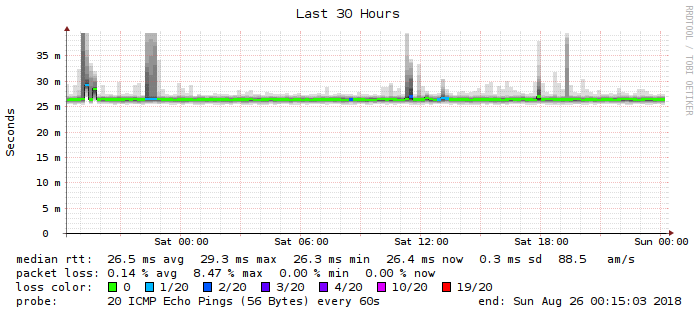 Last 30 Hours
RRDTOOL / TOBI OETIKER
Seconds
35 m
30 m
25 m
20 m
15 m
10 m
5 m
0
Sat 00:00 Sat 06:00 Sat 12:00 Sat 18:00 Sun 00:00
median rtt: 26.5 ms avg 29.3 ms max 26.3 ms min 26.4 ms now 0.3 ms sd 88.5 am/s
packet loss: 0.14 % avg 8.47 % max 0.00 % min 0.00 % now
loss color: 0 1/20 2/20 3/20 4/20 10/20 19/20
probe: 20 ICMP Echo Pings (56 Bytes) every 60s end: Sun Aug 26 00:15:03 2018